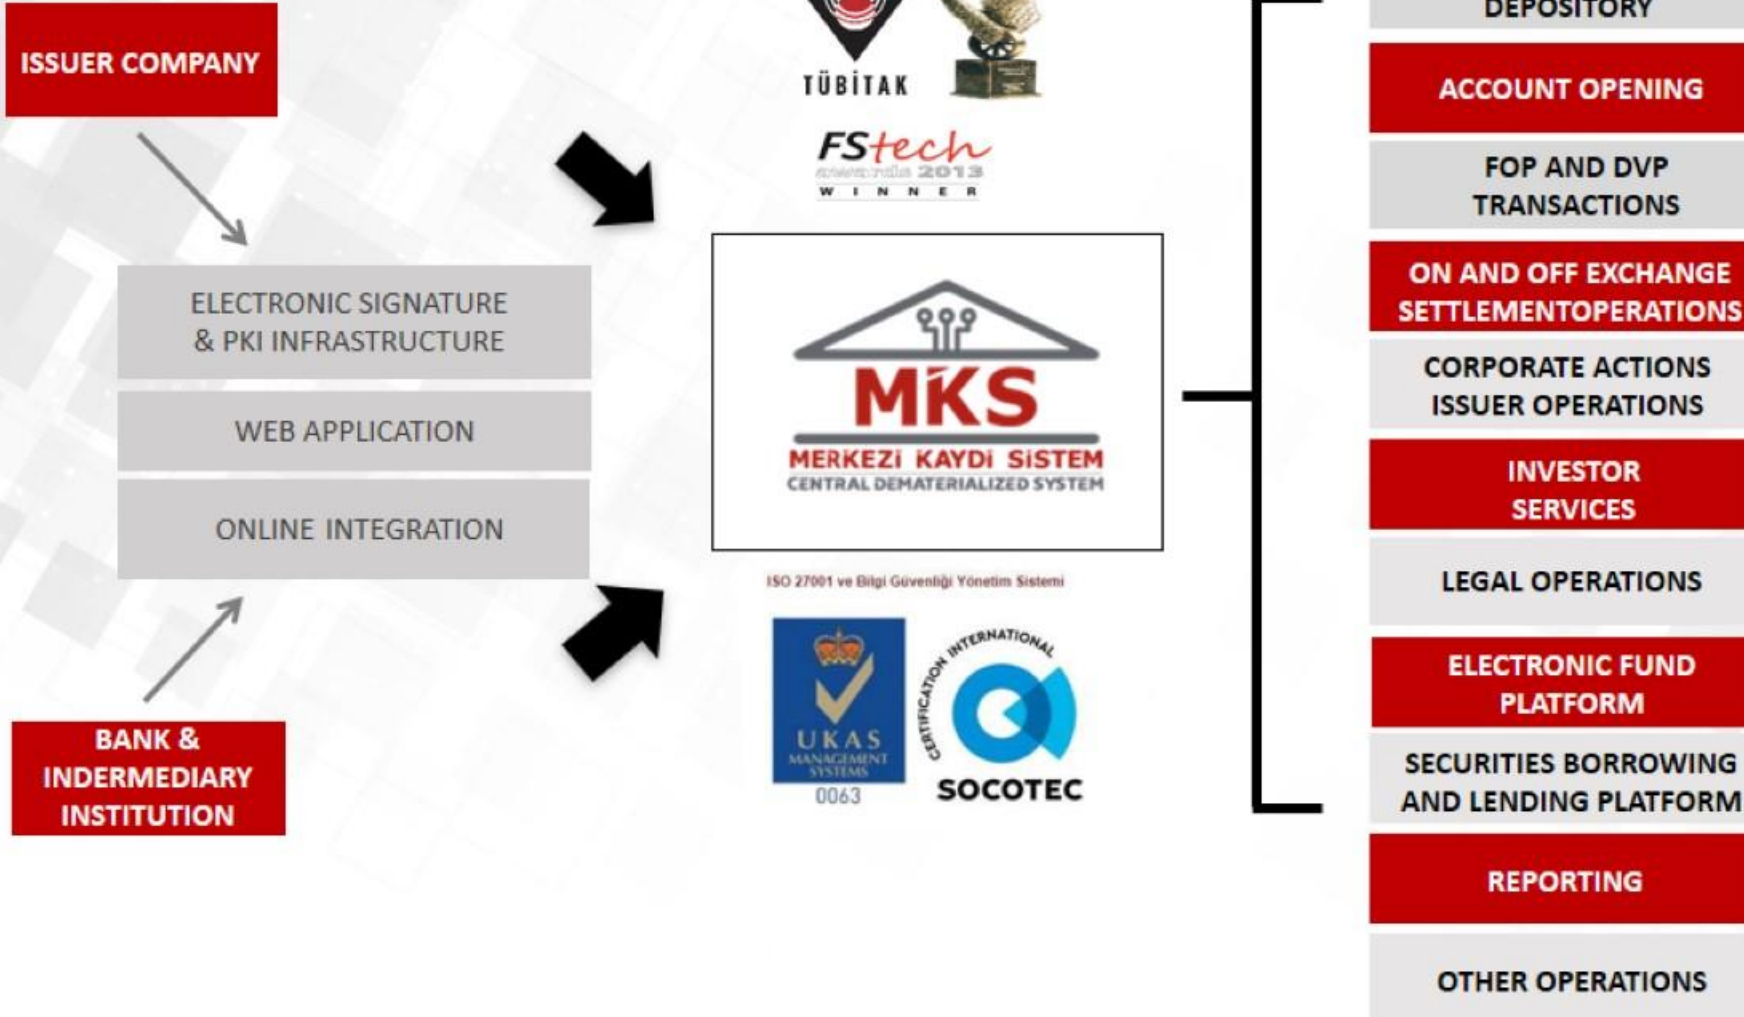 ISSUER COMPANY
ELECTRONIC SIGNATURE
& PKI INFRASTRUCTURE
WEB APPLICATION
ONLINE INTEGRATION
BANK &
INDERMEDIARY
INSTITUTION
TÜBİTAK
FStech
awards 2013
WINNER
MKS
MERKEZİ KAYDİ SİSTEM
CENTRAL DEMATERIALIZED SYSTEM
ISO 27001 ve Bilgi Güvenliği Yönetim Sistemi
UKAS
MANAGEMENT
SYSTEMS
0063
CERTIFICATION INTERNATIONAL
SOCOTEC
DEPOSITORY
ACCOUNT OPENING
FOP AND DVP
TRANSACTIONS
ON AND OFF EXCHANGE
SETTLEMENTOPERATIONS
CORPORATE ACTIONS
ISSUER OPERATIONS
INVESTOR
SERVICES
LEGAL OPERATIONS
ELECTRONIC FUND
PLATFORM
SECURITIES BORROWING
AND LENDING PLATFORM
REPORTING
OTHER OPERATIONS